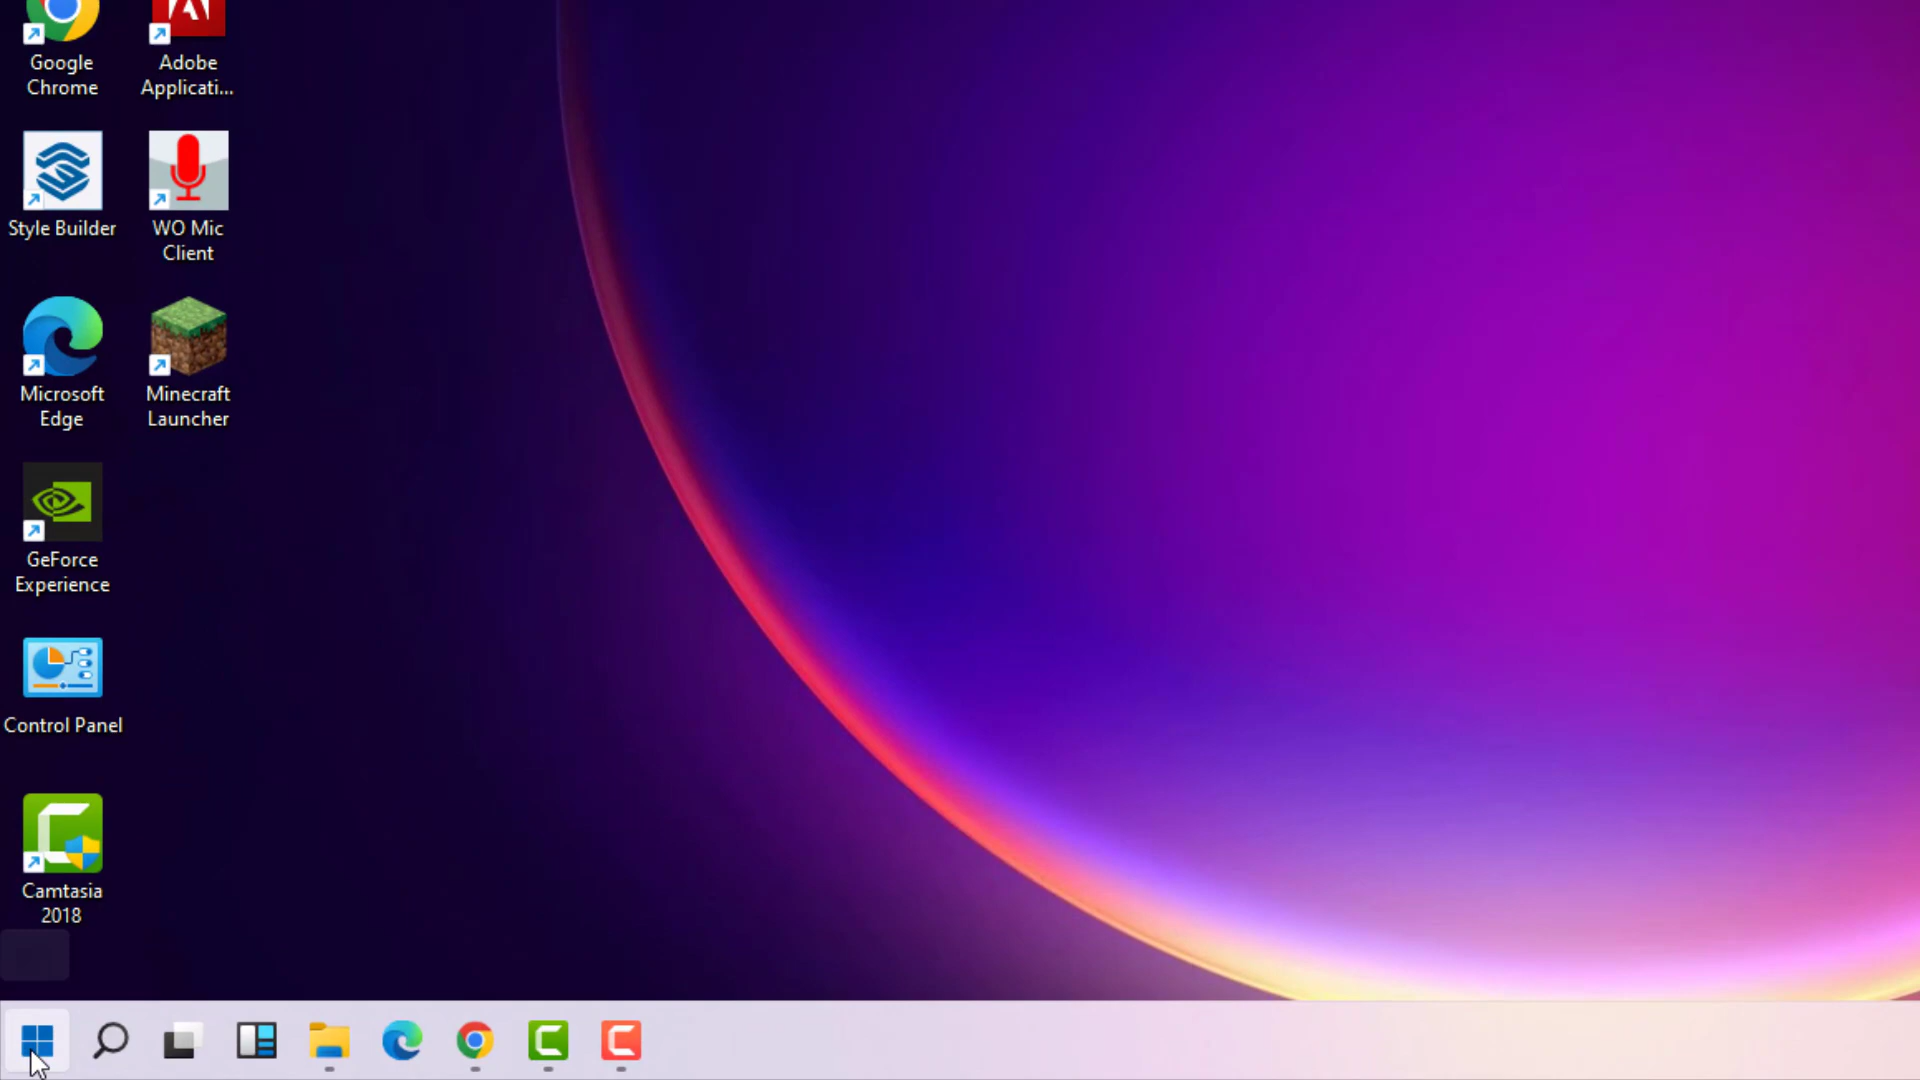 Google
Chrome
Adobe
Applicati...
Style Builder
WO Mic
Client
Microsoft
Edge
Minecraft
Launcher
GeForce
Experience
Control Panel
Camtasia
2018